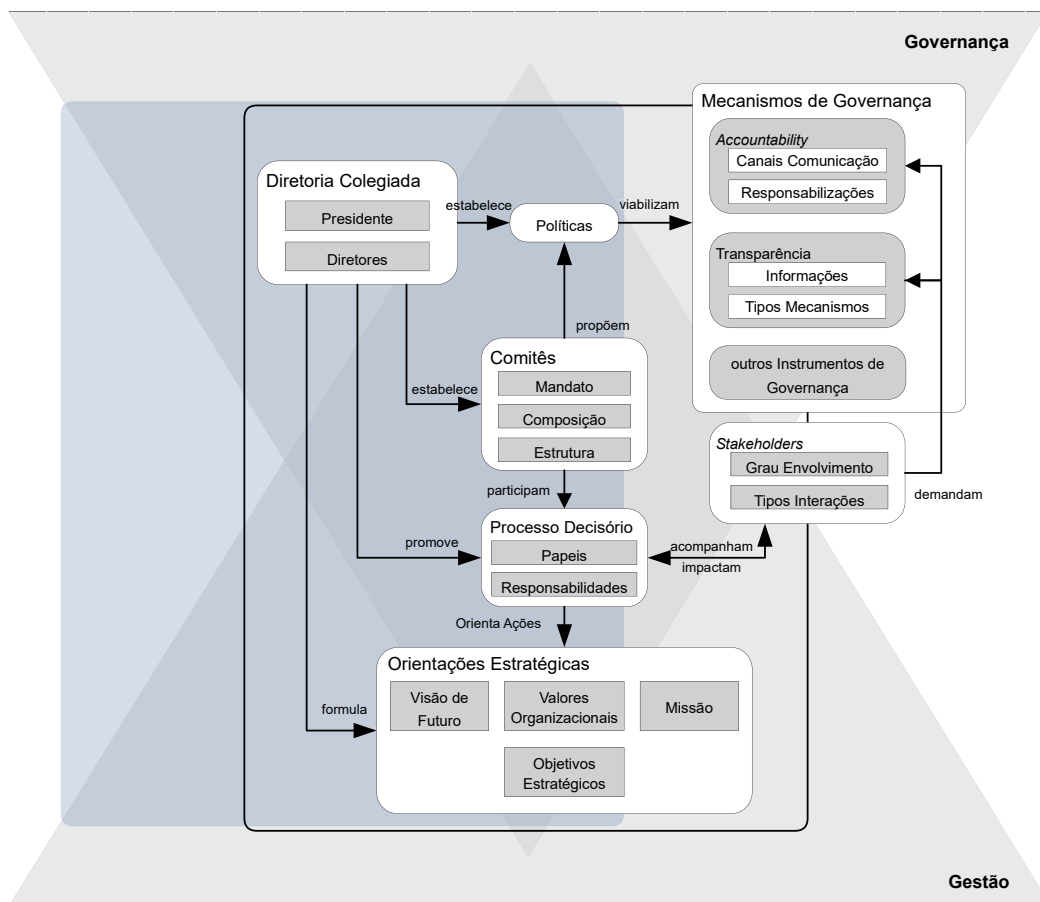 Governança
Mecanismos de Governança
Accountability
Canais Comunicação
Responsabilizações
Diretoria Colegiada
Presidente
Diretores
estabelece
Políticas
viabilizam
Transparência
Informações
Tipos Mecanismos
propõem
outros Instrumentos de
Governança
Comitês
Mandato
Composição
Estrutura
estabelece
Stakeholders
Grau Envolvimento
Tipos Interações
demandam
participam
Processo Decisório
Papeis
Responsabilidades
promove
acompanham
impactam
Orienta Ações
Orientações Estratégicas
Visão de
Futuro
Valores
Organizacionais
Missão
formula
Objetivos
Estratégicos
Gestão